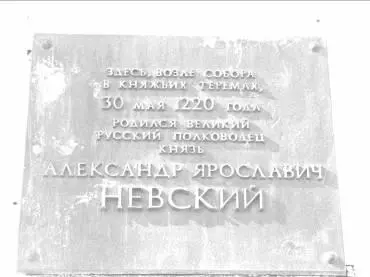 ЗДЕСЬ, ВОЗЛЕ СОБОРА
В КНЯЖЬИХ ТЕРЕМАХ,
30 МАЯ 1220 ГОДА
РОДИЛСЯ ВЕЛИКИЙ
РУССКИЙ ПОЛКОВОДЕЦ
КНЯЗЬ
АЛЕКСАНДР ЯРОСЛАВИЧ
НЕВСКИЙ